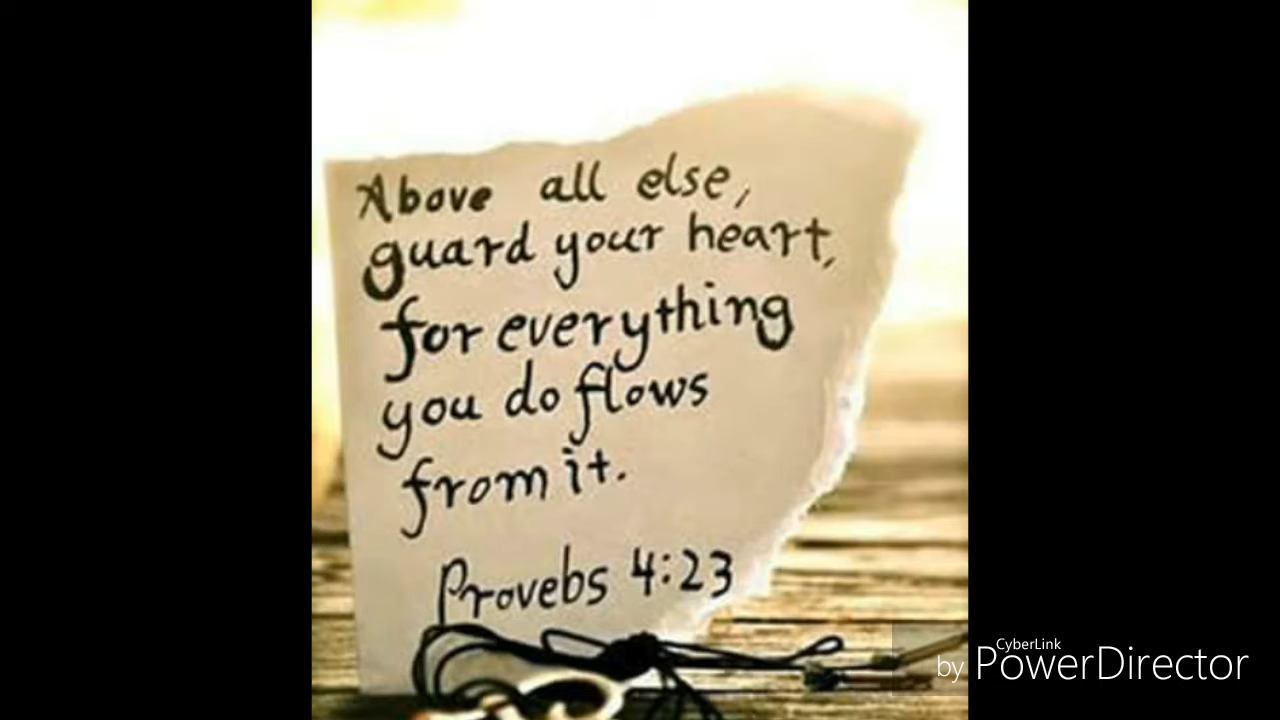 Above all else,
guard your heart,
for everything
you do flows
from it.
Provebs 4:23
CyberLink
by PowerDirector